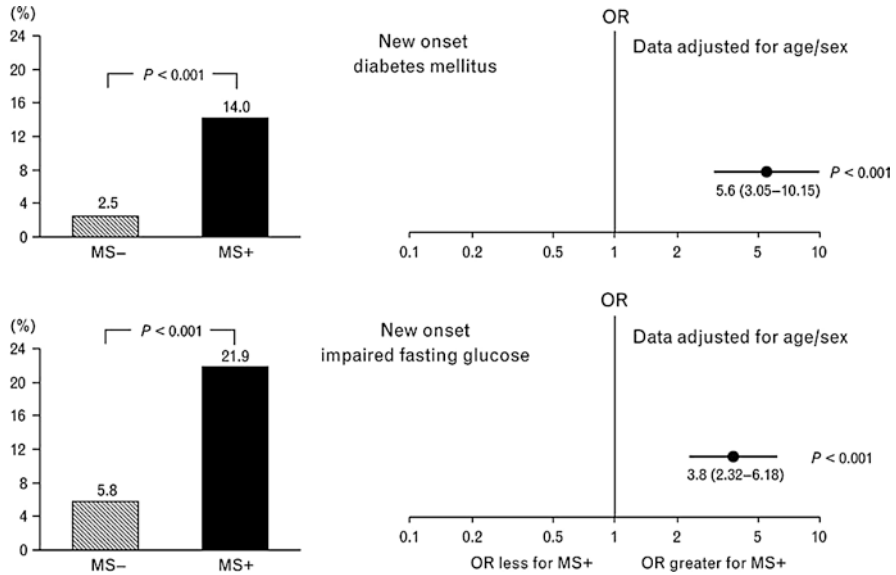 (%)
24
20
16
12
8
4
0
P < 0.001
2.5
14.0
MS–
MS+
New onset
diabetes mellitus
OR
Data adjusted for age/sex
P < 0.001
5.6 (3.05–10.15)
0.1 0.2 0.5 1 2 5 10
(%)
24
20
16
12
8
4
0
P < 0.001
5.8
21.9
MS–
MS+
New onset
impaired fasting glucose
OR
Data adjusted for age/sex
P < 0.001
3.8 (2.32–6.18)
0.1 0.2 0.5 1 2 5 10
OR less for MS+ OR greater for MS+